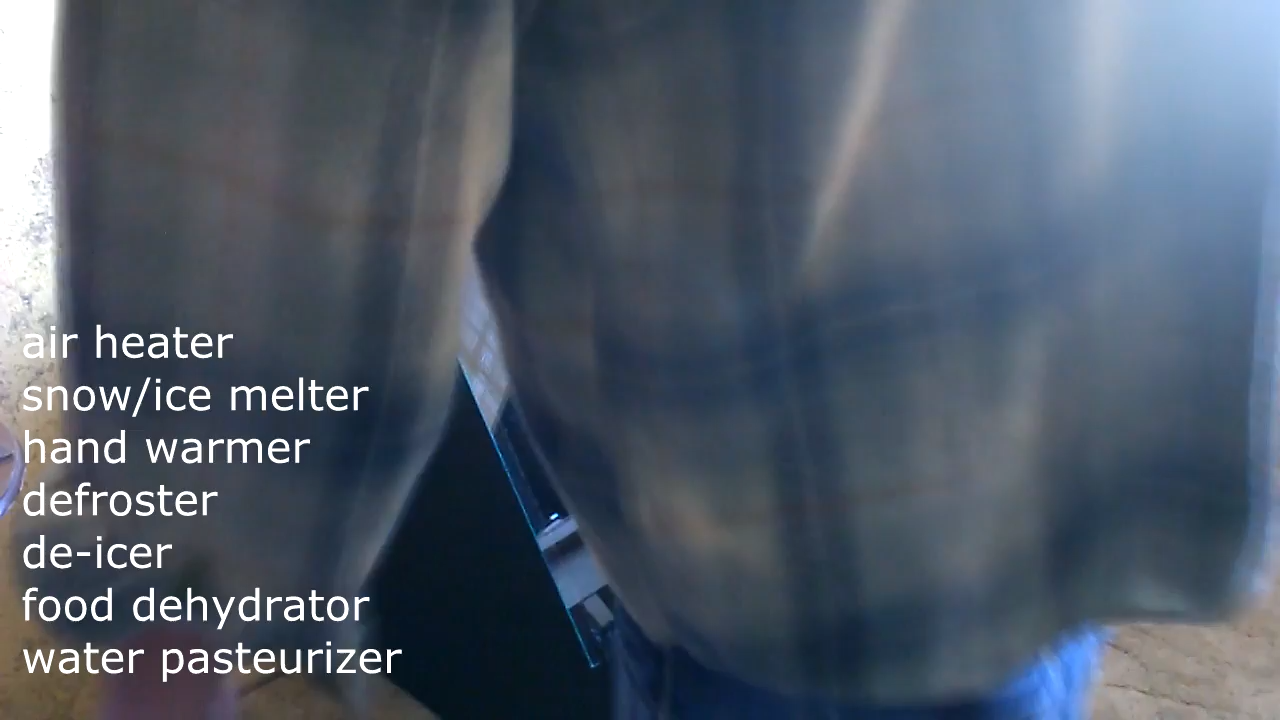 air heater
snow/ice melter
hand warmer
defroster
de-icer
food dehydrator
water pasteurizer